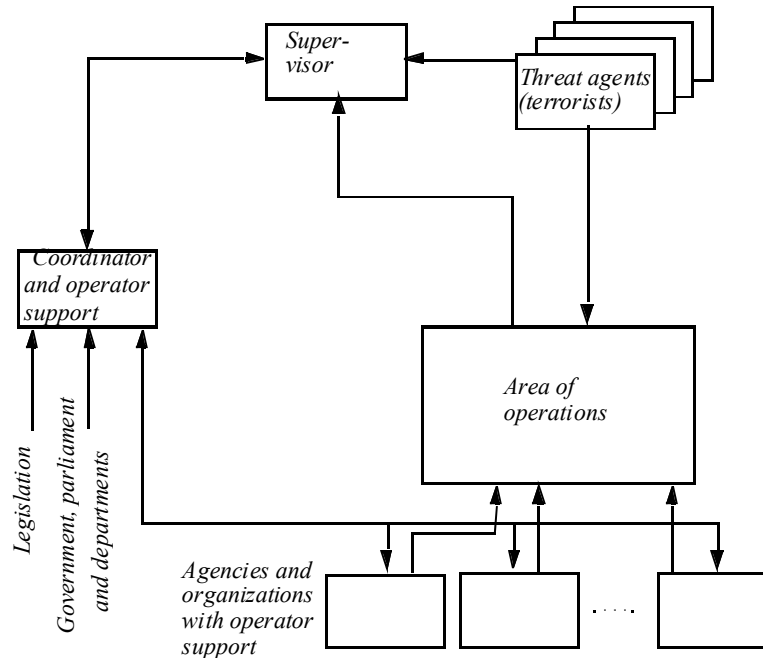 Super-
visor
Threat agents
(terrorists)
Coordinator
and operator
support
Area of
operations
Legislation
Government, parliament
and departments
Agencies and
organizations
with operator
support
.....